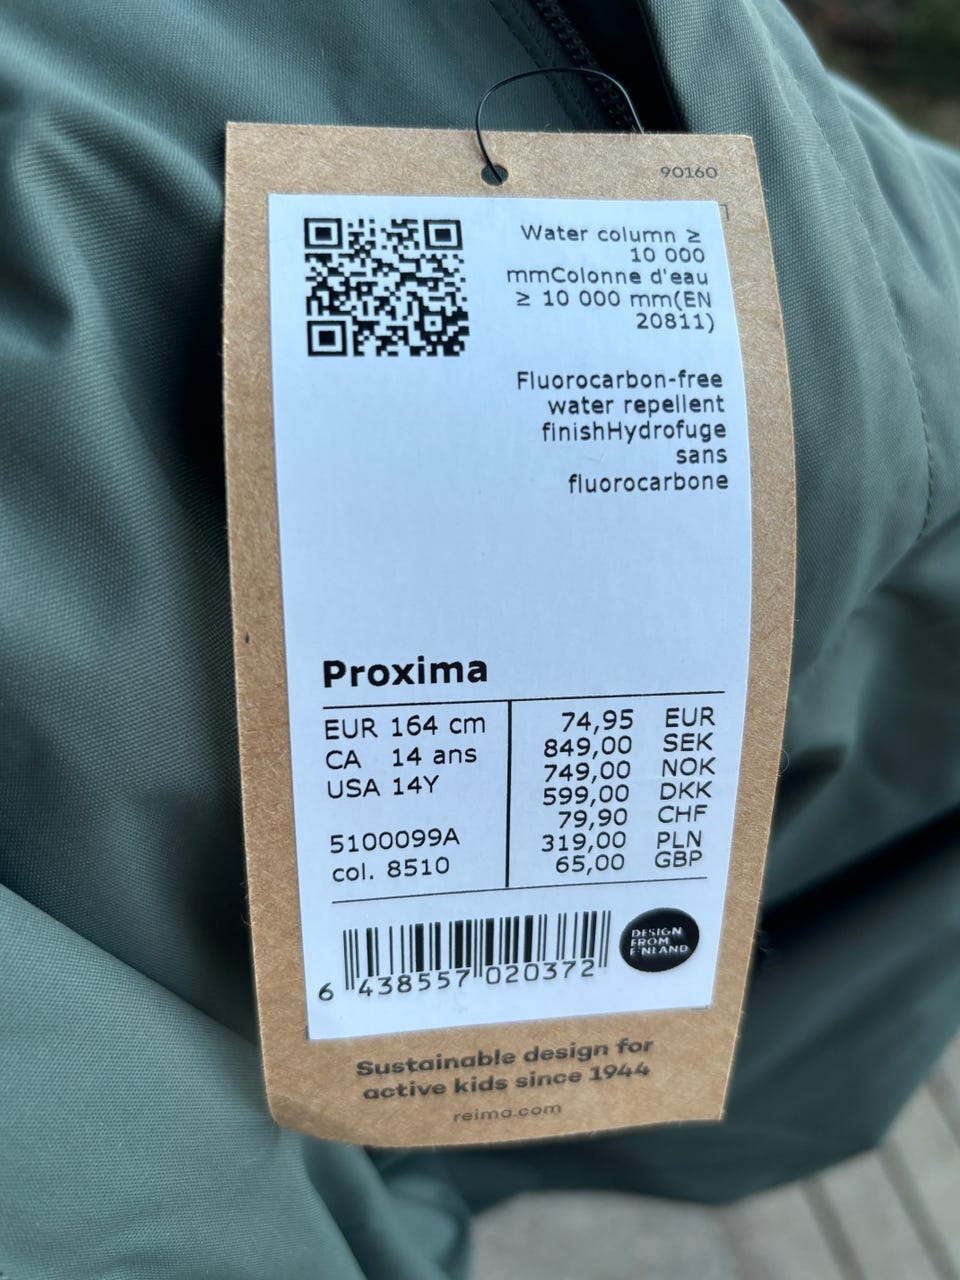 90160
Water column ≥
10 000
mmColonne d'eau
≥ 10 000 mm(EN
20811)
Fluorocarbon-free
water repellent
finishHydrofuge
sans
fluorocarbone
Proxima
EUR 164 cm
CA 14 ans
USA 14Y
5100099A
col. 8510
74,95 EUR
849,00 SEK
749,00 NOK
599,00 DKK
79,90 CHF
319,00 PLN
65,00 GBP
6 438557 020372
DESIGN
FROM
FINLAND
Sustainable design for
active kids since 1944
reima.com